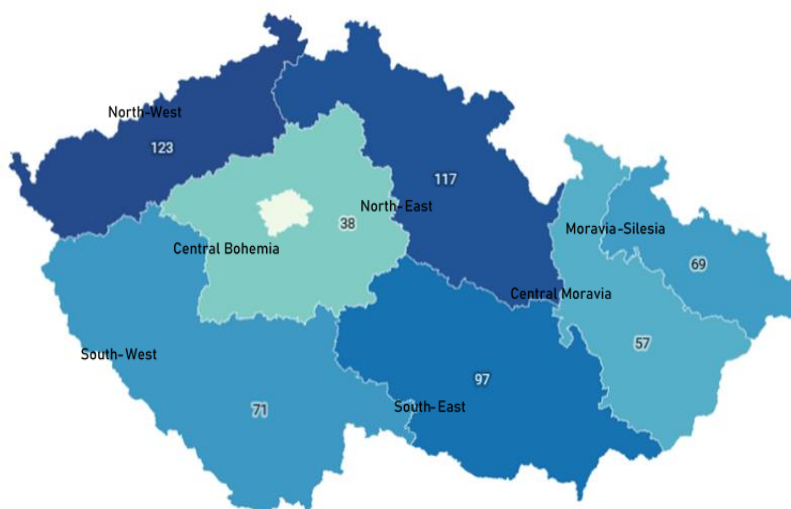 North-West
123
117
North-East
38
Moravia-Silesia
Central Bohemia
69
Central Moravia
57
South-West
97
South-East
71